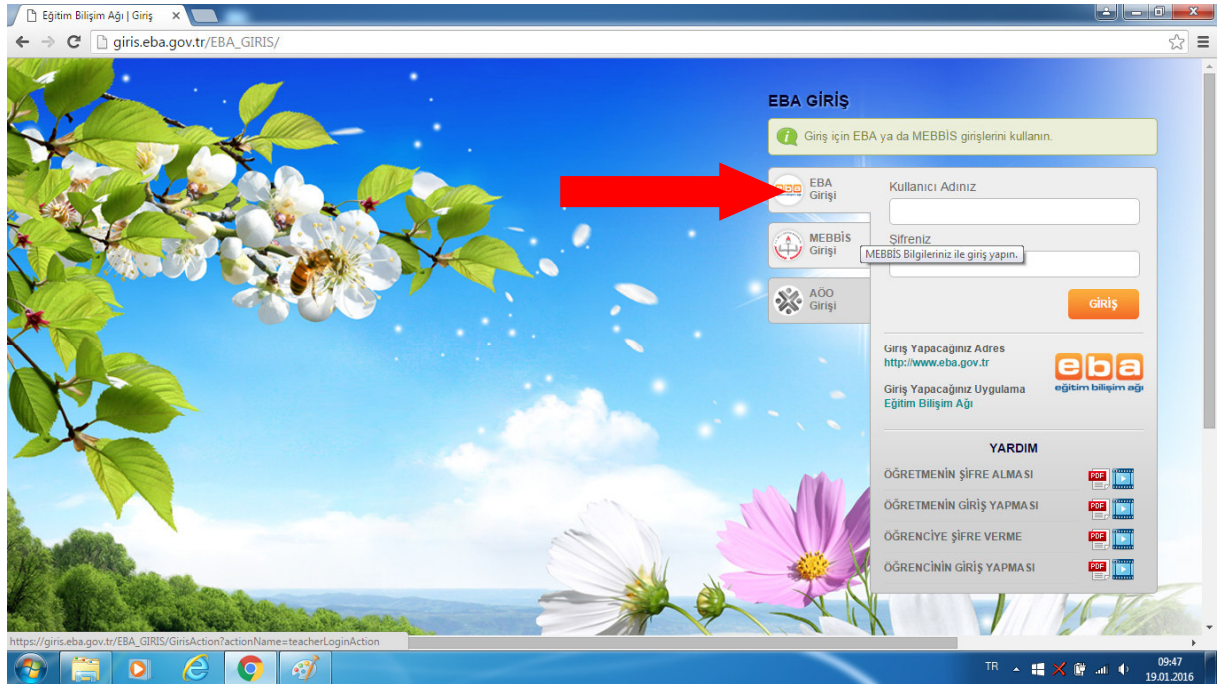 Eğitim Bilişim Ağı | Giriş
giris.eba.gov.tr/EBA_GIRIS/
EBA GİRİŞ
Giriş için EBA ya da MEBBİS girişlerini kullanın.
EBA
Girişi
Kullanıcı Adınız
MEBBİS
Girişi
Şifreniz
MEBBİS Bilgileriniz ile giriş yapın.
AÖO
Girişi
GİRİŞ
Giriş Yapacağınız Adres
http://www.eba.gov.tr
Giriş Yapacağınız Uygulama
Eğitim Bilişim Ağı
eba
eğitim bilişim ağı
YARDIM
ÖĞRETMENİN ŞİFRE ALMASI
PDF
ÖĞRETMENİN GİRİŞ YAPMASI
PDF
ÖĞRENCİYE ŞİFRE VERME
PDF
ÖĞRENCİNİN GİRİŞ YAPMASI
PDF
https://giris.eba.gov.tr/EBA_GIRIS/GirisAction?actionName=teacherLoginAction
TR
09:47
19.01.2016